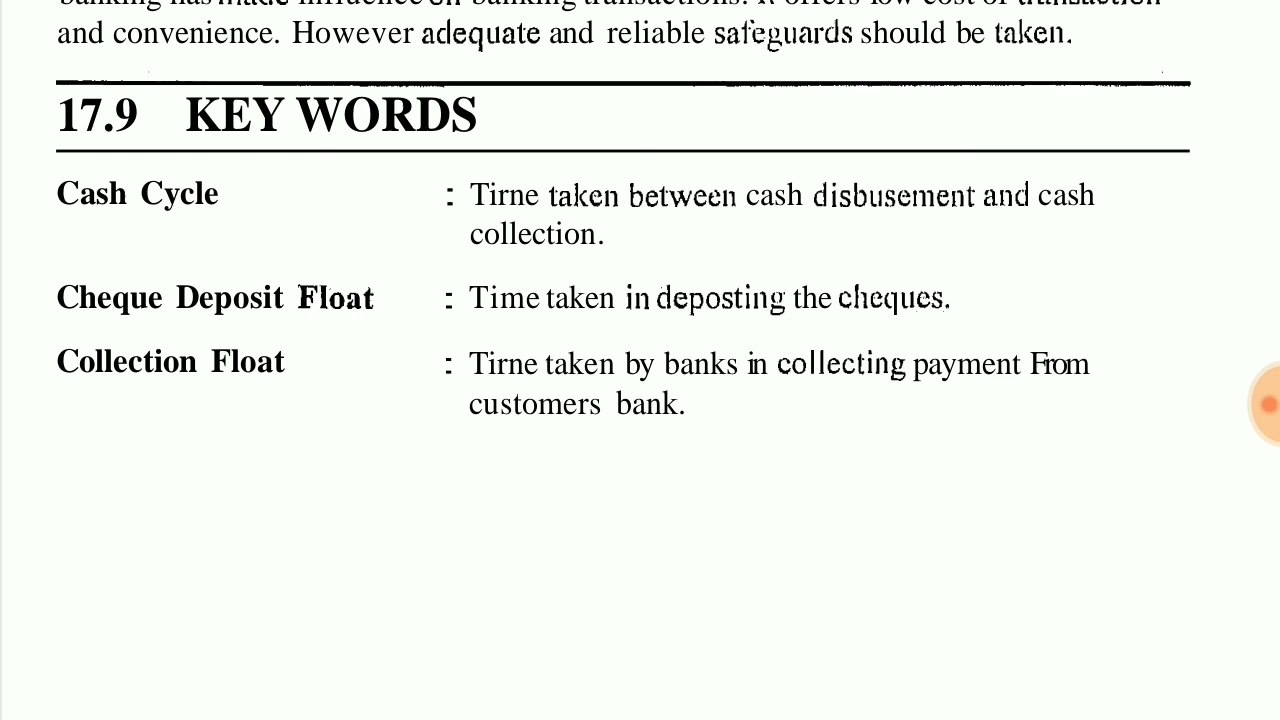 and convenience. However adequate and reliable safeguards should be taken.
17.9 KEY WORDS
Cash Cycle : Tirne taken between cash disbusement and cash
collection.
Cheque Deposit Float : Time taken in deposting the cheques.
Collection Float : Tirne taken by banks in collecting payment From
customers bank.